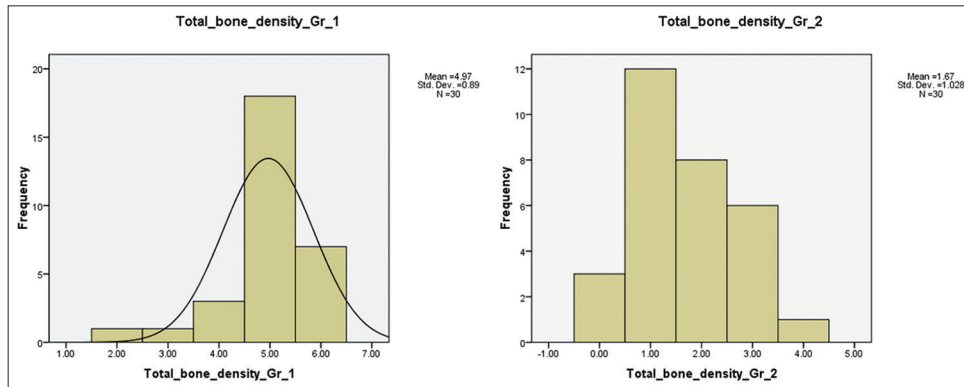 Total_bone_density_Gr_1
Mean =4.97
Std. Dev. =0.89
N =30
Frequency
20
15
10
5
0
1.00 2.00 3.00 4.00 5.00 6.00 7.00
Total_bone_density_Gr_1
Total_bone_density_Gr_2
Mean =1.67
Std. Dev. =1.028
N =30
Frequency
12
10
8
6
4
2
0
-1.00 0.00 1.00 2.00 3.00 4.00 5.00
Total_bone_density_Gr_2